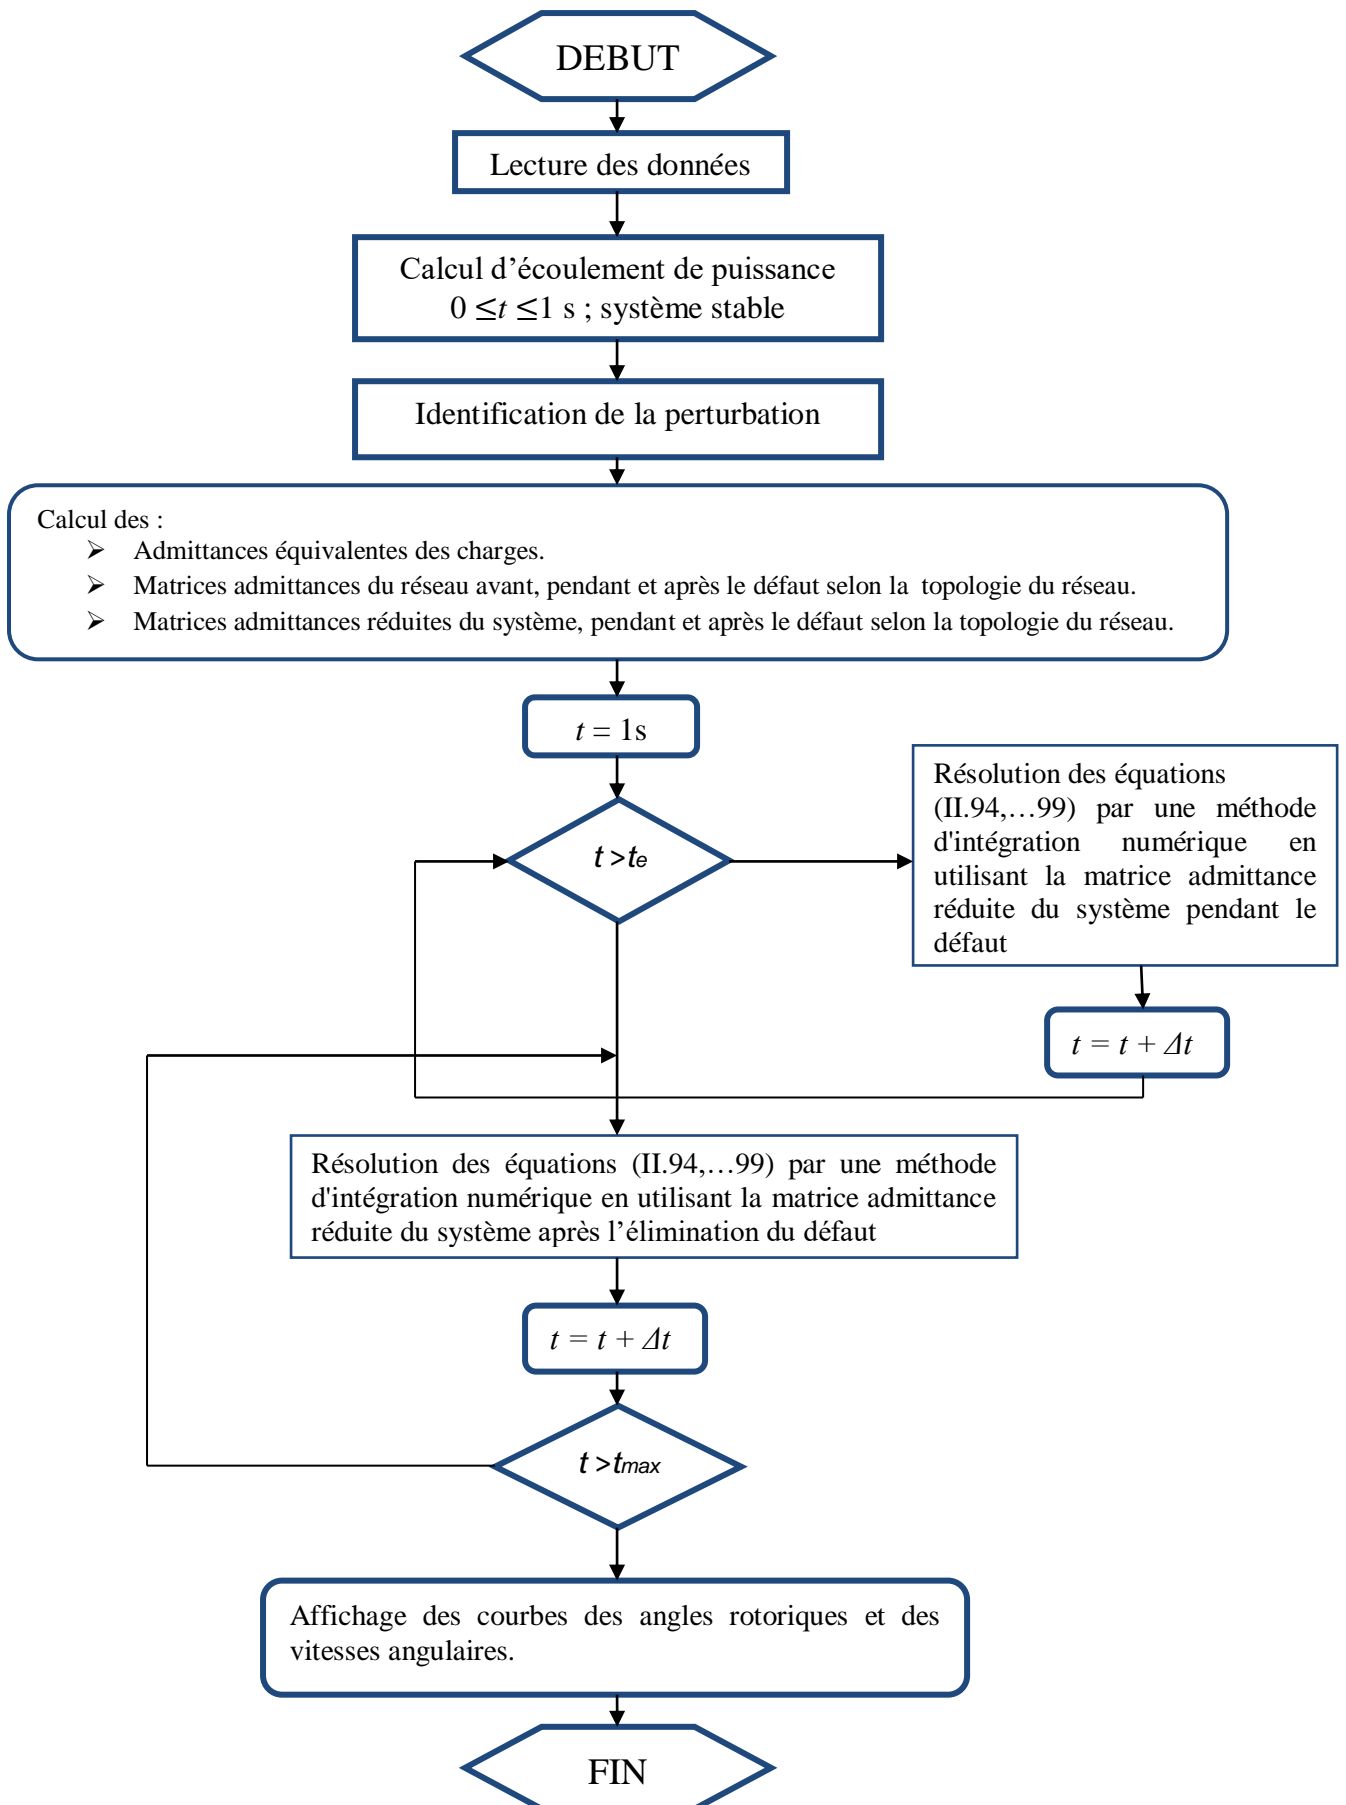 DEBUT
Lecture des données
Calcul d’écoulement de puissance
0 ≤t ≤1 s ; système stable
Identification de la perturbation
Calcul des :
➢ Admittances équivalentes des charges.
➢ Matrices admittances du réseau avant, pendant et après le défaut selon la topologie du réseau.
➢ Matrices admittances réduites du système, pendant et après le défaut selon la topologie du réseau.
t = 1s
t >te
Résolution des équations
(II.94,…99) par une méthode
d'intégration numérique en
utilisant la matrice admittance
réduite du système pendant le
défaut
t = t + Δt
Résolution des équations (II.94,…99) par une méthode
d'intégration numérique en utilisant la matrice admittance
réduite du système après l’élimination du défaut
t = t + Δt
t >tmax
Affichage des courbes des angles rotoriques et des
vitesses angulaires.
FIN